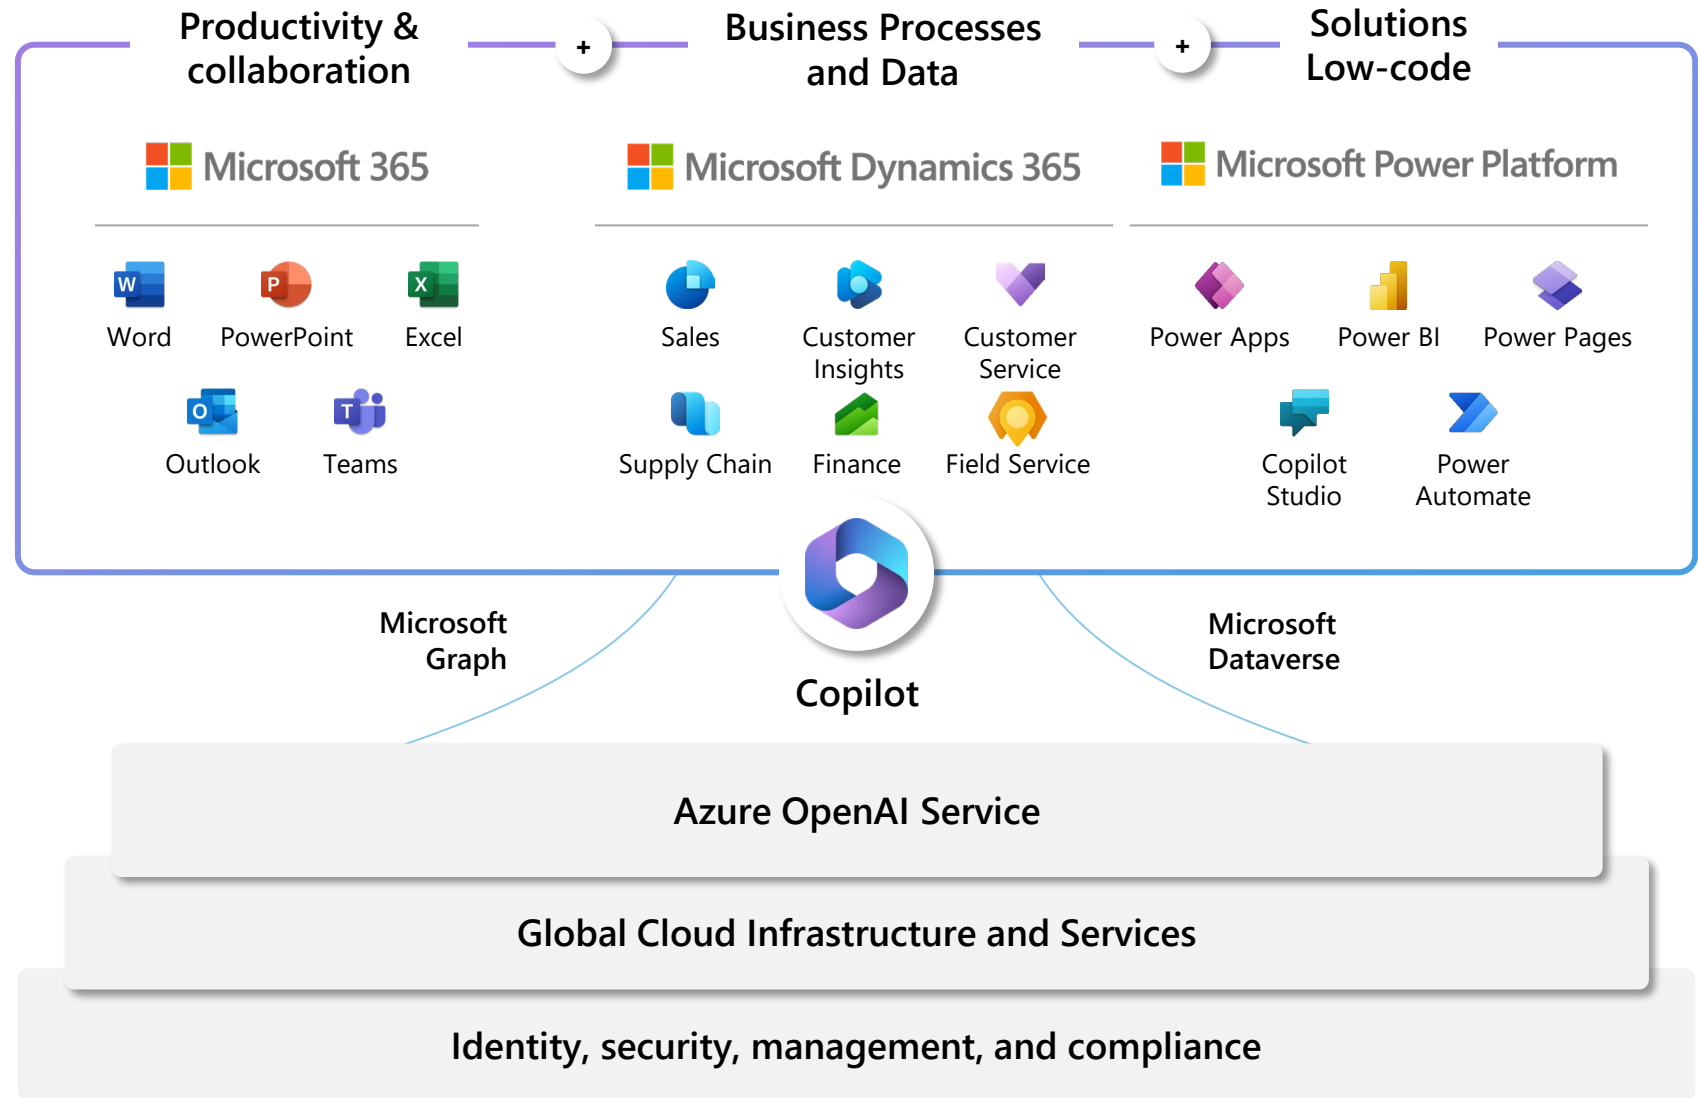 Productivity &
collaboration
+
Business Processes
and Data
+
Solutions
Low-code
Microsoft 365
Microsoft Dynamics 365
Microsoft Power Platform
W
Word
P
PowerPoint
X
Excel
O
Outlook
T
Teams
Sales
Customer
Insights
Customer
Service
Supply Chain
Finance
Field Service
Power Apps
Power BI
Power Pages
Copilot
Studio
Power
Automate
Microsoft
Graph
Copilot
Microsoft
Dataverse
Azure OpenAI Service
Global Cloud Infrastructure and Services
Identity, security, management, and compliance